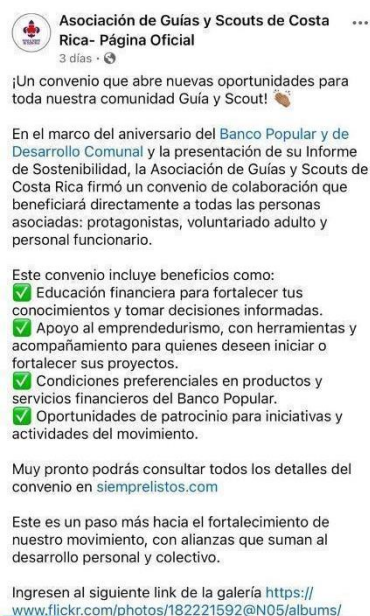 Asociación de Guías y Scouts de Costa
Rica- Página Oficial
3 días ·
¡Un convenio que abre nuevas oportunidades para
toda nuestra comunidad Guía y Scout! 👏🏽
En el marco del aniversario del Banco Popular y de
Desarrollo Comunal y la presentación de su Informe
de Sostenibilidad, la Asociación de Guías y Scouts de
Costa Rica firmó un convenio de colaboración que
beneficiará directamente a todas las personas
asociadas: protagonistas, voluntariado adulto y
personal funcionario.
Este convenio incluye beneficios como:
✅ Educación financiera para fortalecer tus
conocimientos y tomar decisiones informadas.
✅ Apoyo al emprendedurismo, con herramientas y
acompañamiento para quienes deseen iniciar o
fortalecer sus proyectos.
✅ Condiciones preferenciales en productos y
servicios financieros del Banco Popular.
✅ Oportunidades de patrocinio para iniciativas y
actividades del movimiento.
Muy pronto podrás consultar todos los detalles del
convenio en siemprelistos.com
Este es un paso más hacia el fortalecimiento de
nuestro movimiento, con alianzas que suman al
desarrollo personal y colectivo.
Ingresen al siguiente link de la galería https://
www.flickr.com/photos/182221592@N05/albums/